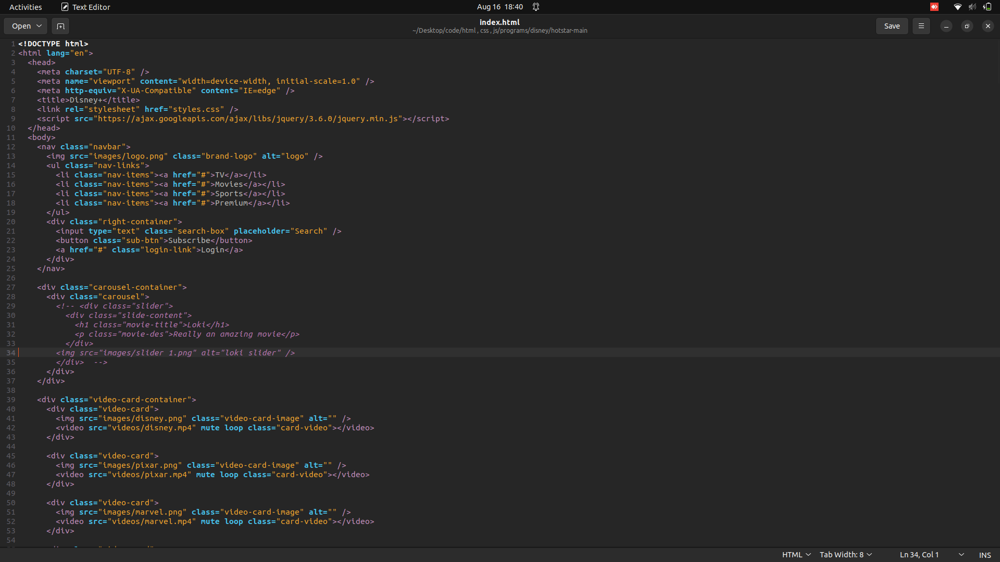 Activities Text Editor Aug 16 18:40
Open index.html Save
~/Desktop/code/html , css , js/programs/disney/hotstar-main
1 <!DOCTYPE html>
2 <html lang="en">
3 <head>
4 <meta charset="UTF-8" />
5 <meta name="viewport" content="width=device-width, initial-scale=1.0" />
6 <meta http-equiv="X-UA-Compatible" content="IE=edge" />
7 <title>Disney+</title>
8 <link rel="stylesheet" href="styles.css" />
9 <script src="https://ajax.googleapis.com/ajax/libs/jquery/3.6.0/jquery.min.js"></script>
10 </head>
11 <body>
12 <nav class="navbar">
13 <img src="images/logo.png" class="brand-logo" alt="logo" />
14 <ul class="nav-links">
15 <li class="nav-items"><a href="#">TV</a></li>
16 <li class="nav-items"><a href="#">Movies</a></li>
17 <li class="nav-items"><a href="#">Sports</a></li>
18 <li class="nav-items"><a href="#">Premium</a></li>
19 </ul>
20 <div class="right-container">
21 <input type="text" class="search-box" placeholder="Search" />
22 <button class="sub-btn">Subscribe</button>
23 <a href="#" class="login-link">Login</a>
24 </div>
25 </nav>
26
27 <div class="carousel-container">
28 <div class="carousel">
29 <!-- <div class="slider">
30 <div class="slide-content">
31 <h1 class="movie-title">Loki</h1>
32 <p class="movie-des">Really an amazing movie</p>
33 </div>
34 <img src="images/slider 1.png" alt="loki slider" />
35 </div>  -->
36 </div>
37 </div>
38
39 <div class="video-card-container">
40 <div class="video-card">
41 <img src="images/disney.png" class="video-card-image" alt="" />
42 <video src="videos/disney.mp4" mute loop class="card-video"></video>
43 </div>
44
45 <div class="video-card">
46 <img src="images/pixar.png" class="video-card-image" alt="" />
47 <video src="videos/pixar.mp4" mute loop class="card-video"></video>
48 </div>
49
50 <div class="video-card">
51 <img src="images/marvel.png" class="video-card-image" alt="" />
52 <video src="videos/marvel.mp4" mute loop class="card-video"></video>
53 </div>
54
HTML Tab Width: 8 Ln 34, Col 1 INS